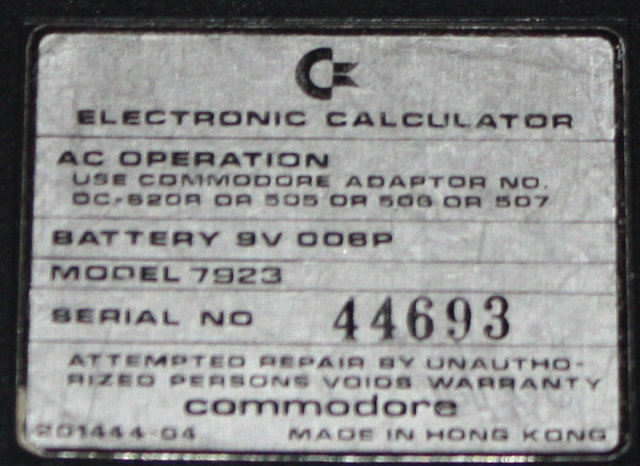 ELECTRONIC CALCULATOR
AC OPERATION
USE COMMODORE ADAPTOR NO.
DC-620R OR 505 OR 506 OR 507
BATTERY 9V 006P
MODEL 7923
SERIAL NO 44693
ATTEMPTED REPAIR BY UNAUTHO-
RIZED PERSONS VOIDS WARRANTY
commodore
201444-04 MADE IN HONG KONG